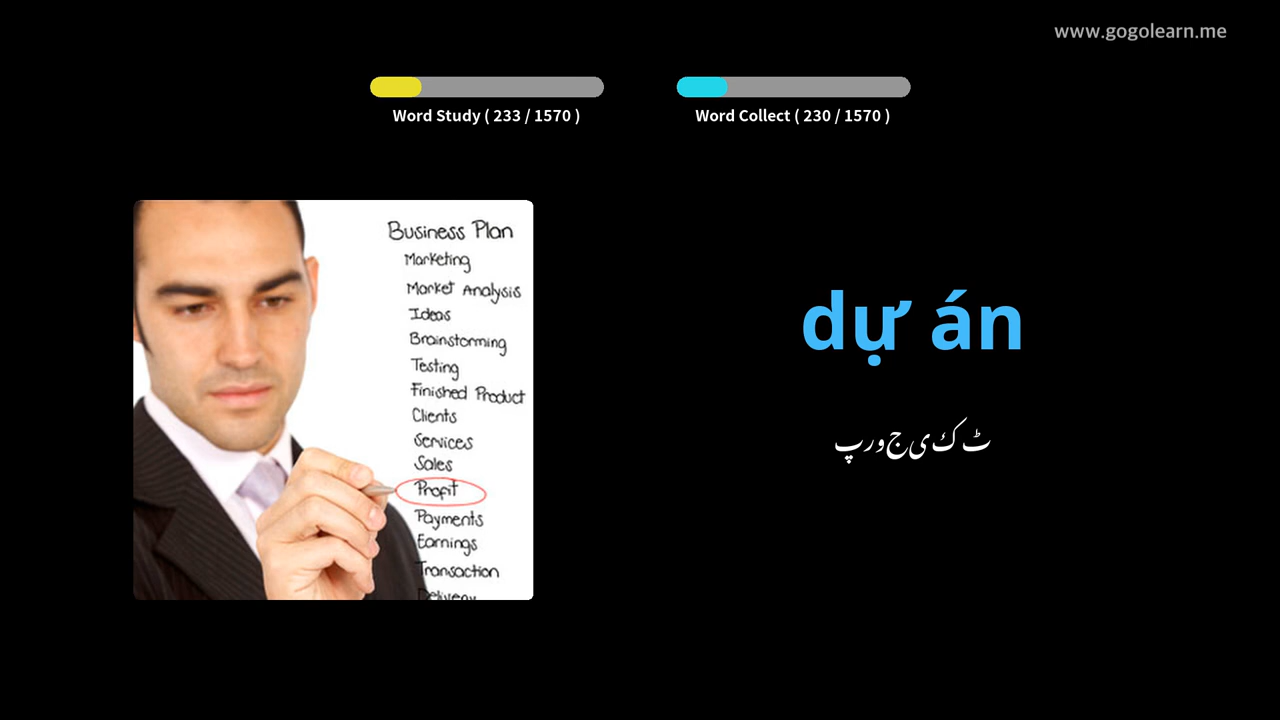 www.gogolearn.me
Word Study ( 233 / 1570 )
Word Collect ( 230 / 1570 )
Business Plan
Marketing
Market Analysis
Ideas
Brainstorming
Testing
Finished Product
Clients
Services
Sales
Profit
Payments
Earnings
Transaction
Delivery
dự án
ٹ ک ی ج و ر پ